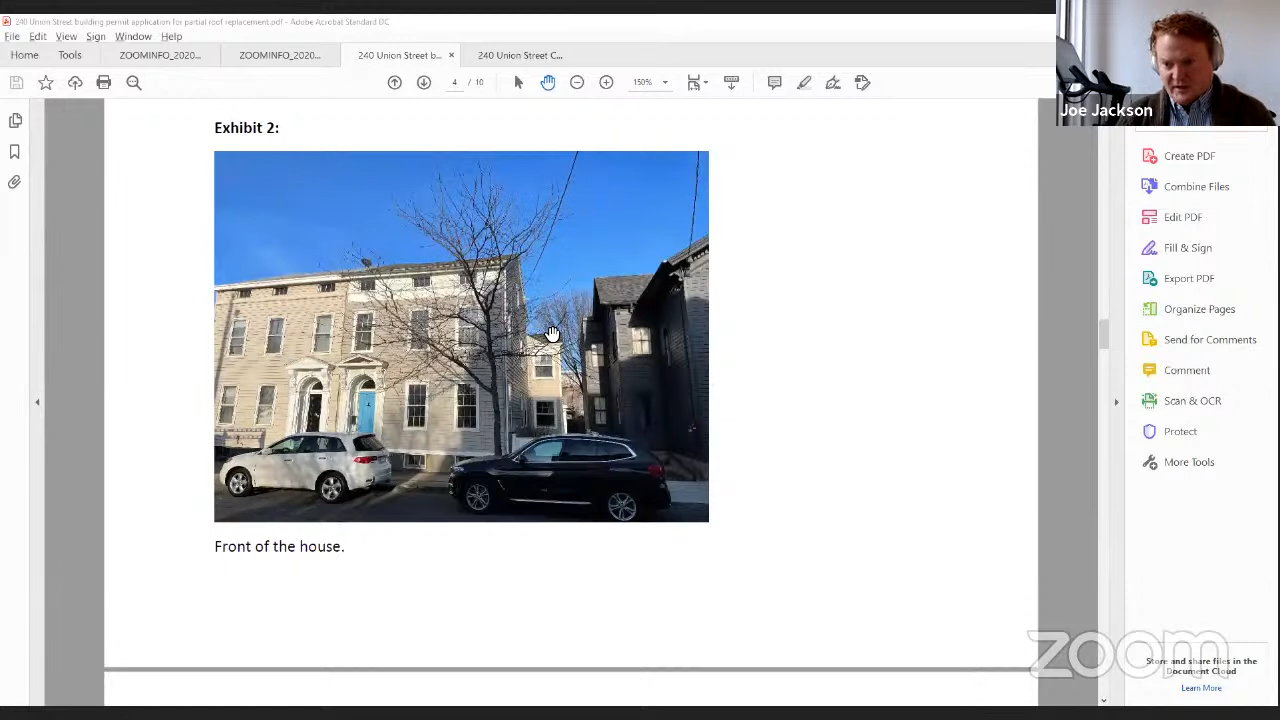 240 Union Street building permit application for partial roof replacement.pdf - Adobe Acrobat Standard DC
File Edit View Sign Window Help
Home Tools ZOOMINFO_2020... ZOOMINFO_2020... 240 Union Street b... × 240 Union Street C...
4 / 10 150%
Joe Jackson
Exhibit 2:
Front of the house.
Create PDF
Combine Files
Edit PDF
Fill & Sign
Export PDF
Organize Pages
Send for Comments
Comment
Scan & OCR
Protect
More Tools
zoom
Store and share files in the
Document Cloud
Learn More